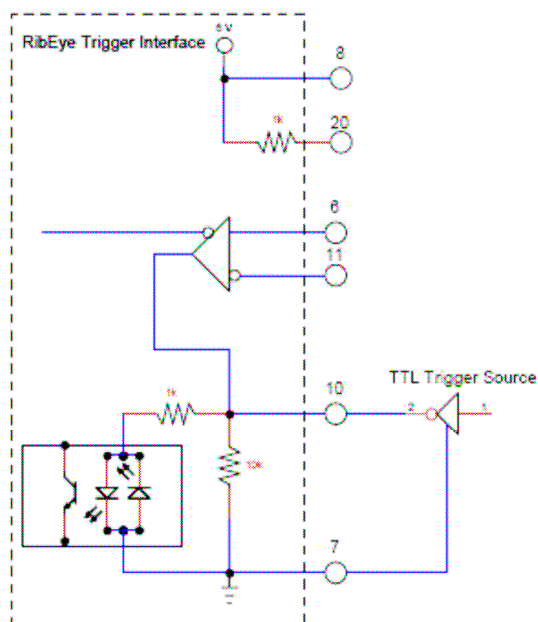 5 V
RibEye Trigger Interface
8
1k
20
6
11
10
TTL Trigger Source
2
1
1k
10k
7